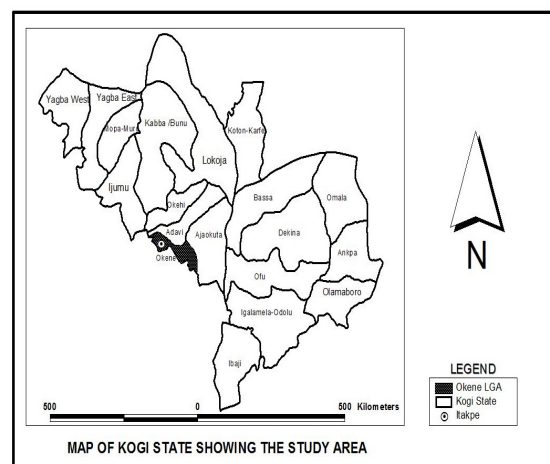 Yagba West
Yagba East
Mopa-Muro
Kabba /Bunu
Koton-Karfe
Lokoja
Ijumu
Okehi
Bassa
Omala
Adavi
Ajaokuta
Dekina
Okene
Ankpa
Ofu
Olamaboro
Igalamela-Odolu
Ibaji
500 0 500 Kilometers
MAP OF KOGI STATE SHOWING THE STUDY AREA
N
LEGEND
Okene LGA
Kogi State
Itakpe